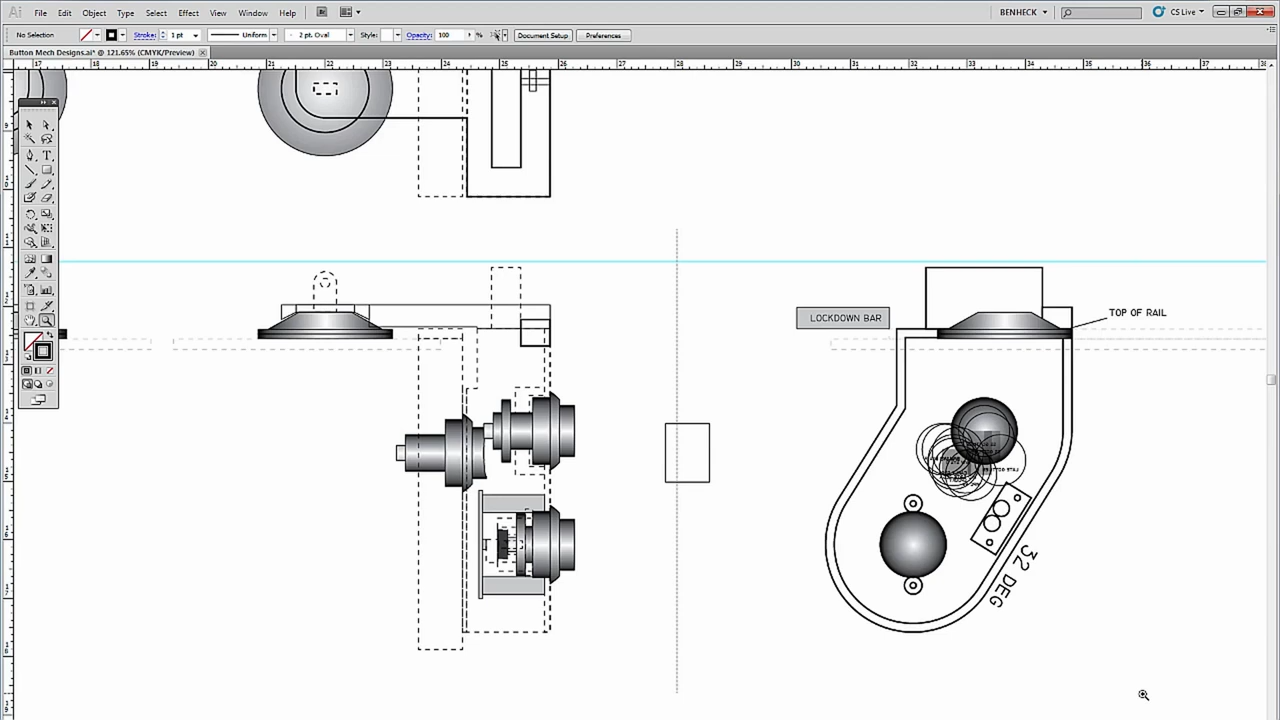 Ai File Edit Object Type Select Effect View Window Help BENHECK CS Live
No Selection Stroke: 1 pt Uniform 2 pt. Oval Style: Opacity: 100 % Document Setup Preferences
Button Mech Designs.ai* @ 121.65% (CMYK/Preview)
17 18 19 20 21 22 23 24 25 26 27 28 29 30 31 32 33 34 35 36 37 38
LOCKDOWN BAR
TOP OF RAIL
32 DEG